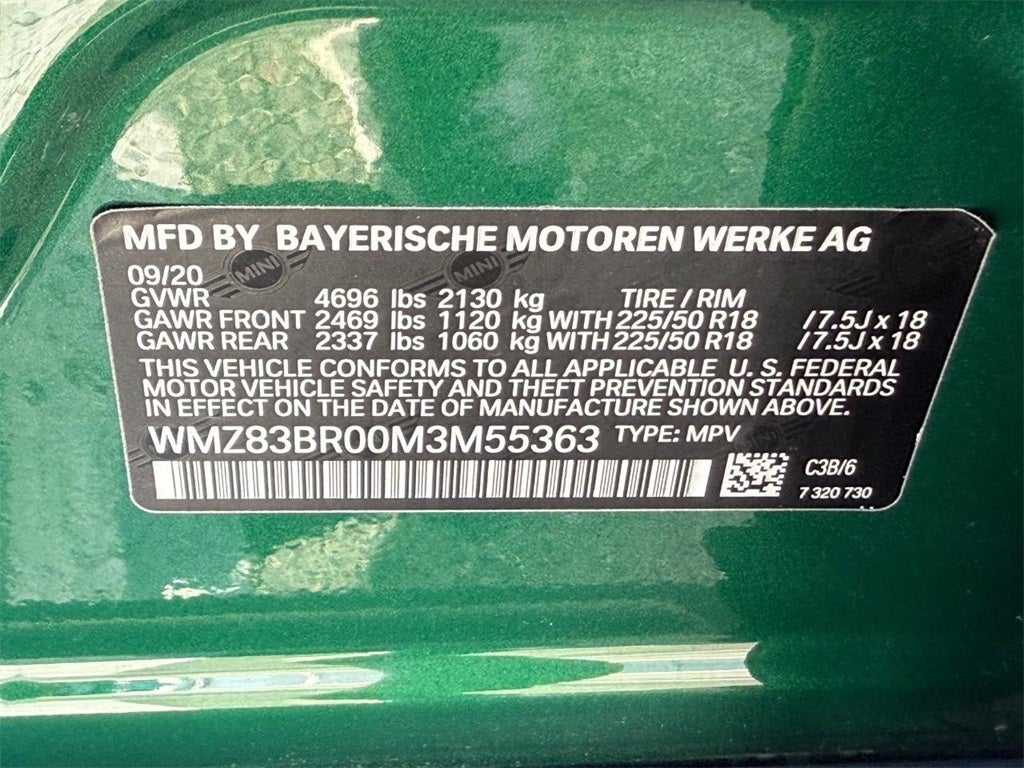 MFD BY BAYERISCHE MOTOREN WERKE AG
MINI MINI
09/20
GVWR 4696 lbs 2130 kg TIRE / RIM
GAWR FRONT 2469 lbs 1120 kg WITH 225/50 R18 / 7.5J x 18
GAWR REAR 2337 lbs 1060 kg WITH 225/50 R18 / 7.5J x 18
THIS VEHICLE CONFORMS TO ALL APPLICABLE U. S. FEDERAL
MOTOR VEHICLE SAFETY AND THEFT PREVENTION STANDARDS
IN EFFECT ON THE DATE OF MANUFACTURE SHOWN ABOVE.
WMZ83BR00M3M55363 TYPE: MPV
C3B/6
7 320 730